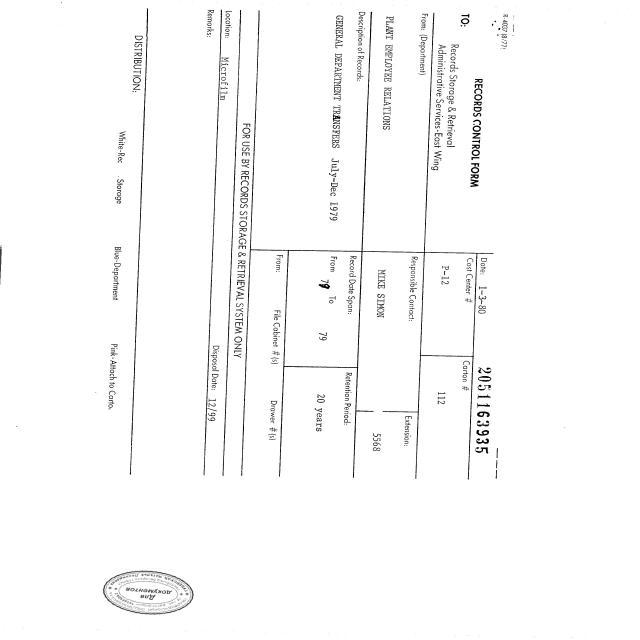 R-4037 (8/77)
RECORDS CONTROL FORM
2051163935
TO:
Records Storage & Retrieval
Administrative Services-East Wing
Date: 1-3-80
Cost Center #
P-12
Carton #
112
From: (Department)
PLANT EMPLOYEE RELATIONS
Responsible Contact:
MIKE SIMON
Extension:
5568
Description of Records:
GENERAL DEPARTMENT TRANSFERS July-Dec 1979
Record Date Span:
From 79 To 79
Retention Period:
20 years
From: File Cabinet #(s) Drawer #(s)
FOR USE BY RECORDS STORAGE & RETRIEVAL SYSTEM ONLY
Location: Microfilm
Disposal Date: 12/99
Remarks:
DISTRIBUTION: White-Rec Storage Blue-Department Pink-Attach to Carto.
Для
документов